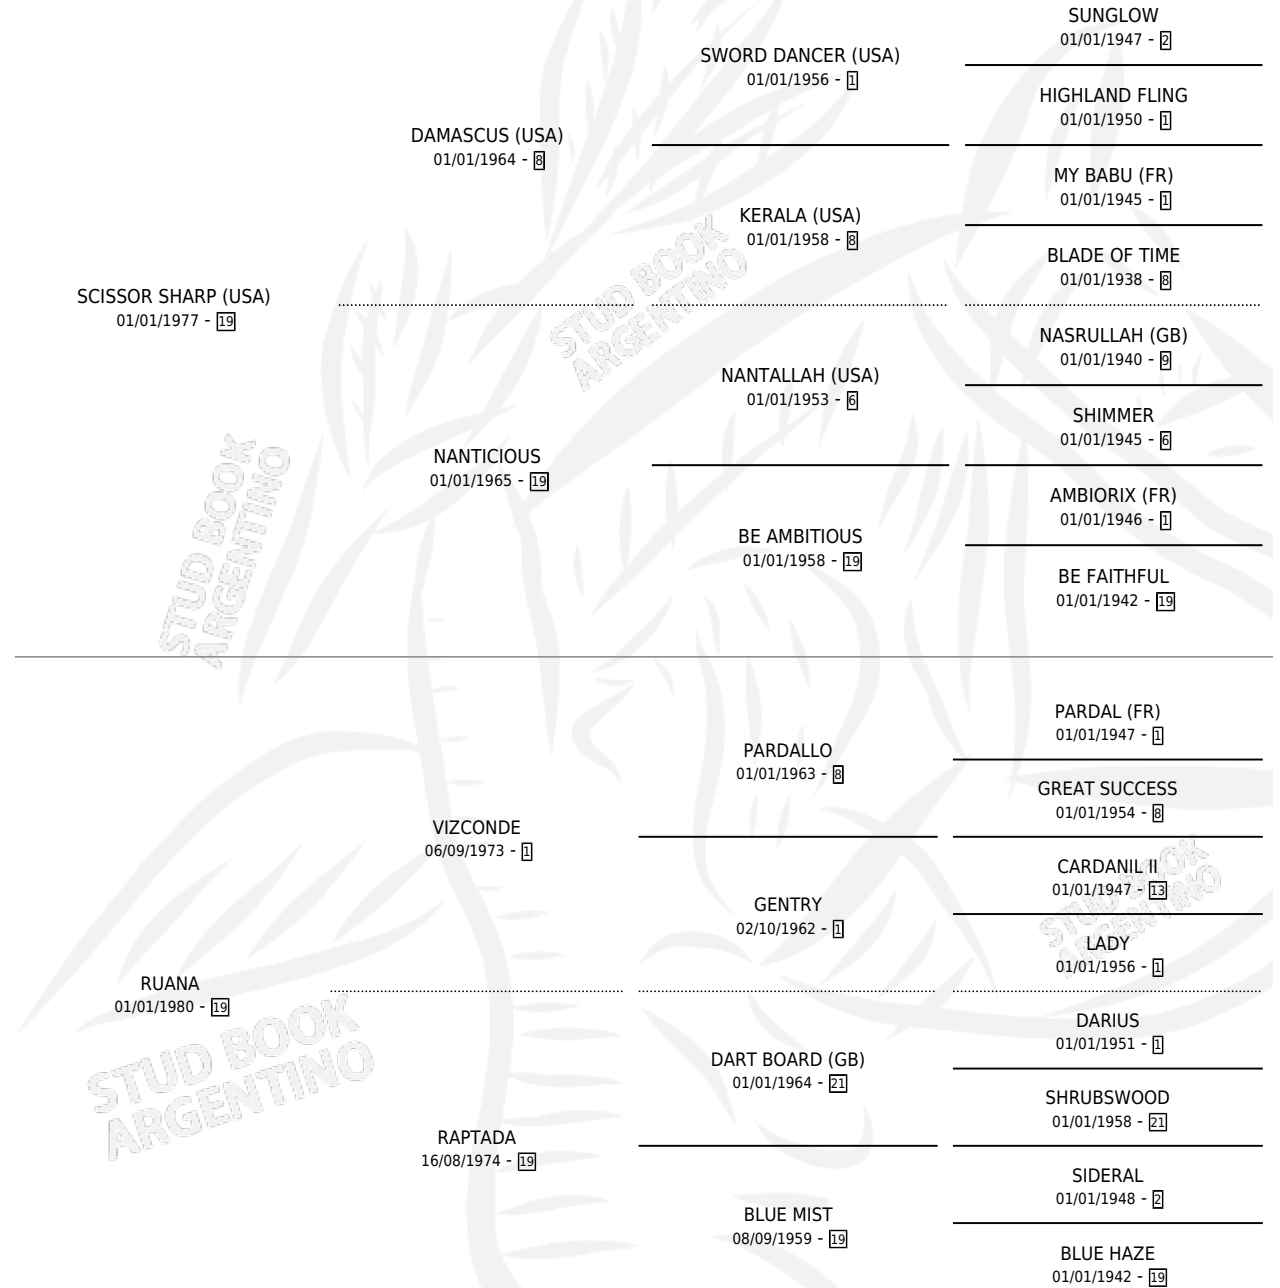 SUNGLOW
01/01/1947 - 2
SWORD DANCER (USA)
01/01/1956 - 1
HIGHLAND FLING
01/01/1950 - 1
DAMASCUS (USA)
01/01/1964 - 8
MY BABU (FR)
01/01/1945 - 1
KERALA (USA)
01/01/1958 - 8
BLADE OF TIME
01/01/1938 - 8
SCISSOR SHARP (USA)
01/01/1977 - 19
STUD BOOK
ARGENTINO
NASRULLAH (GB)
01/01/1940 - 9
NANTALLAH (USA)
01/01/1953 - 6
SHIMMER
01/01/1945 - 6
NANTICIOUS
01/01/1965 - 19
AMBIORIX (FR)
01/01/1946 - 1
BE AMBITIOUS
01/01/1958 - 19
BE FAITHFUL
01/01/1942 - 19
STUD BOOK
ARGENTINO
PARDAL (FR)
01/01/1947 - 1
PARDALLO
01/01/1963 - 8
GREAT SUCCESS
01/01/1954 - 8
VIZCONDE
06/09/1973 - 1
CARDANIL II
01/01/1947 - 13
GENTRY
02/10/1962 - 1
STUD BOOK
ARGENTINO
LADY
01/01/1956 - 1
RUANA
01/01/1980 - 19
DARIUS
01/01/1951 - 1
DART BOARD (GB)
01/01/1964 - 21
STUD BOOK
ARGENTINO
SHRUBSWOOD
01/01/1958 - 21
RAPTADA
16/08/1974 - 19
SIDERAL
01/01/1948 - 2
BLUE MIST
08/09/1959 - 19
BLUE HAZE
01/01/1942 - 19